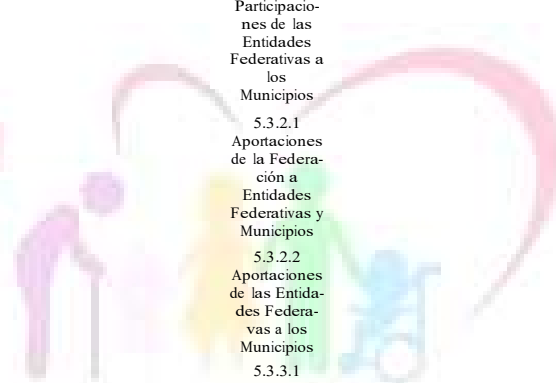 Participacio-
nes de las
Entidades
Federativas a
los
Municipios
5.3.2.1
Aportaciones
de la Federa-
ción a
Entidades
Federativas y
Municipios
5.3.2.2
Aportaciones
de las Entida-
des Federa-
vas a los
Municipios
5.3.3.1